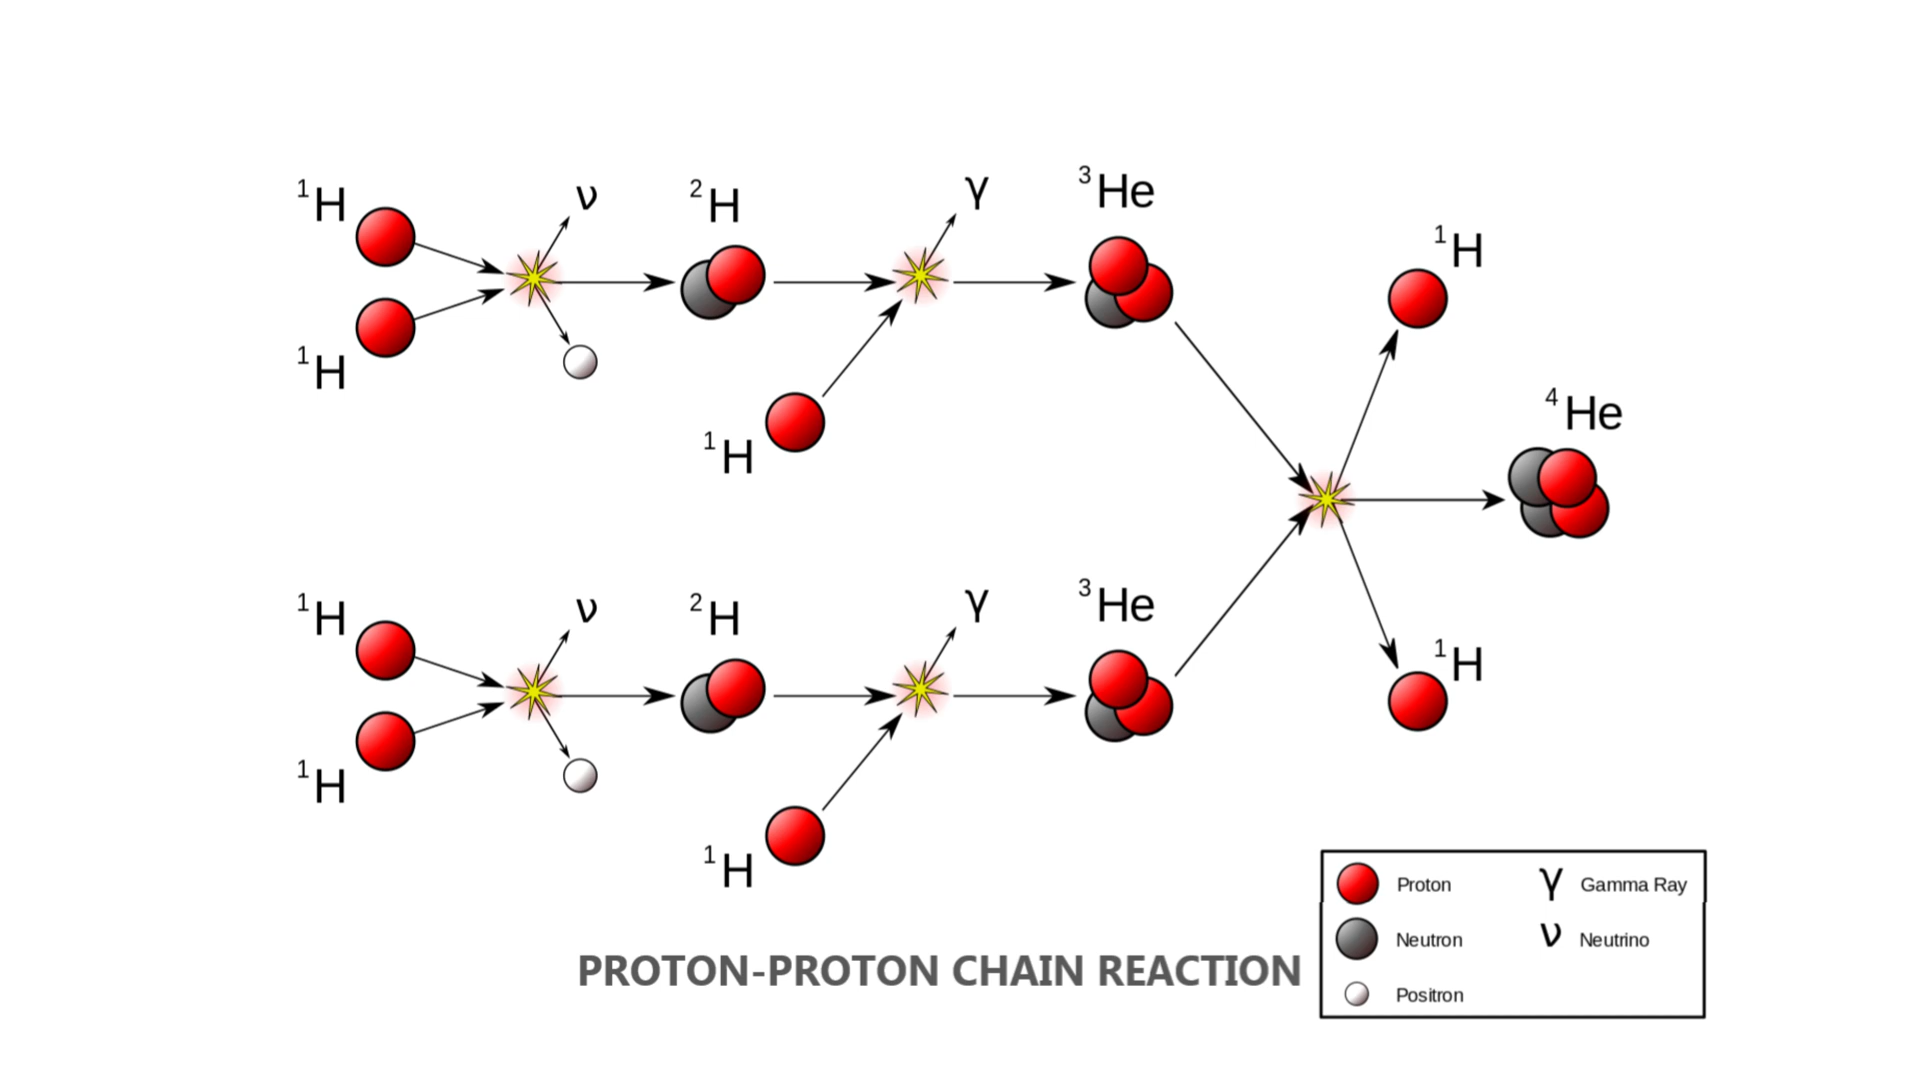 ¹H
ν
²H
γ
³He
¹H
¹H
¹H
⁴He
¹H
ν
²H
γ
³He
¹H
¹H
¹H
Proton
γ Gamma Ray
Neutron
ν Neutrino
PROTON-PROTON CHAIN REACTION
Positron